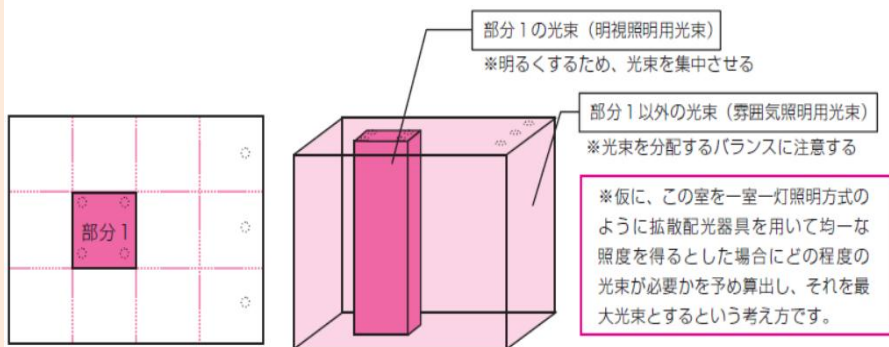 部分1の光束（明視照明用光束）
※明るくするため、光束を集中させる
部分1以外の光束（雰囲気照明用光束）
※光束を分配するバランスに注意する
部分1
※仮に、この室を一室一灯照明方式の
ように拡散配光器具を用いて均一な
照度を得るとした場合にどの程度の
光束が必要かを予め算出し、それを最
大光束とするという考え方です。